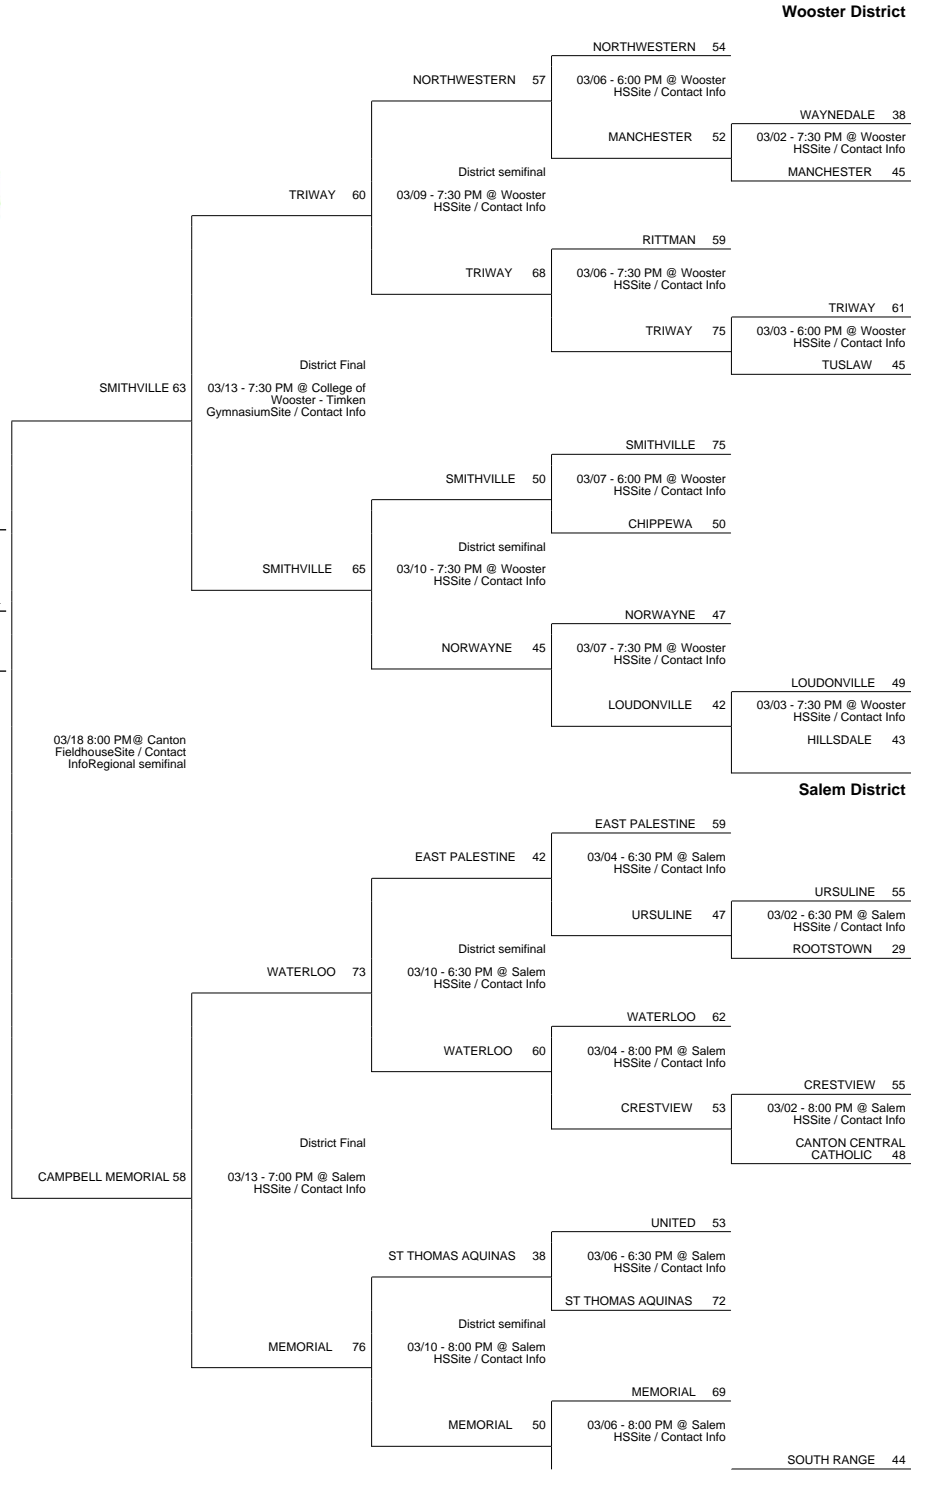 Wooster District
NORTHWESTERN 54
NORTHWESTERN 57
03/06 - 6:00 PM @ Wooster
HSSite / Contact Info
WAYNEDALE 38
MANCHESTER 52
03/02 - 7:30 PM @ Wooster
HSSite / Contact Info
District semifinal
MANCHESTER 45
TRIWAY 60
03/09 - 7:30 PM @ Wooster
HSSite / Contact Info
RITTMAN 59
TRIWAY 68
03/06 - 7:30 PM @ Wooster
HSSite / Contact Info
TRIWAY 61
TRIWAY 75
03/03 - 6:00 PM @ Wooster
HSSite / Contact Info
District Final
TUSLAW 45
SMITHVILLE 63
03/13 - 7:30 PM @ College of
Wooster - Timken
GymnasiumSite / Contact Info
SMITHVILLE 75
SMITHVILLE 50
03/07 - 6:00 PM @ Wooster
HSSite / Contact Info
CHIPPEWA 50
District semifinal
SMITHVILLE 65
03/10 - 7:30 PM @ Wooster
HSSite / Contact Info
NORWAYNE 47
NORWAYNE 45
03/07 - 7:30 PM @ Wooster
HSSite / Contact Info
LOUDONVILLE 49
LOUDONVILLE 42
03/03 - 7:30 PM @ Wooster
HSSite / Contact Info
03/18 8:00 PM@ Canton
FieldhouseSite / Contact
InfoRegional semifinal
HILLSDALE 43
Salem District
EAST PALESTINE 59
EAST PALESTINE 42
03/04 - 6:30 PM @ Salem
HSSite / Contact Info
URSULINE 55
URSULINE 47
03/02 - 6:30 PM @ Salem
HSSite / Contact Info
District semifinal
ROOTSTOWN 29
WATERLOO 73
03/10 - 6:30 PM @ Salem
HSSite / Contact Info
WATERLOO 62
WATERLOO 60
03/04 - 8:00 PM @ Salem
HSSite / Contact Info
CRESTVIEW 55
CRESTVIEW 53
03/02 - 8:00 PM @ Salem
HSSite / Contact Info
District Final
CANTON CENTRAL
CATHOLIC 48
CAMPBELL MEMORIAL 58
03/13 - 7:00 PM @ Salem
HSSite / Contact Info
UNITED 53
ST THOMAS AQUINAS 38
03/06 - 6:30 PM @ Salem
HSSite / Contact Info
ST THOMAS AQUINAS 72
District semifinal
MEMORIAL 76
03/10 - 8:00 PM @ Salem
HSSite / Contact Info
MEMORIAL 69
MEMORIAL 50
03/06 - 8:00 PM @ Salem
HSSite / Contact Info
SOUTH RANGE 44